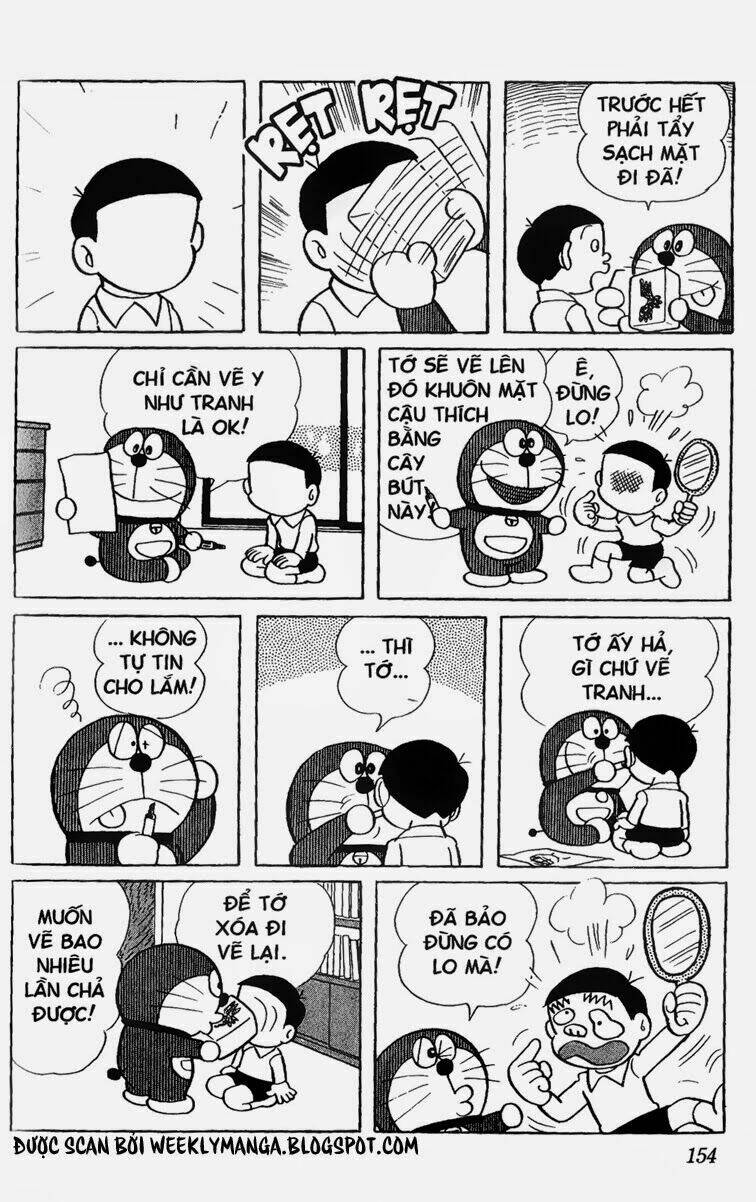 TRƯỚC HẾT
PHẢI TẨY
SẠCH MẶT
ĐI ĐÃ!
RẸT RẸT
Ê,
ĐỪNG
LO!
TỚ SẼ VẼ LÊN
ĐÓ KHUÔN MẶT
CẬU THÍCH
BẰNG
CÂY
BÚT
NÀY
CHỈ CẦN VẼ Y
NHƯ TRANH
LÀ OK!
TỚ ẤY HẢ,
GÌ CHỨ VẼ
TRANH...
... THÌ
TỚ...
... KHÔNG
TỰ TIN
CHO LẮM!
ĐÃ BẢO
ĐỪNG CÓ
LO MÀ!
ĐỂ TỚ
XÓA ĐI
VẼ LẠI.
MUỐN
VẼ BAO
NHIÊU
LẦN CHẢ
ĐƯỢC!
ĐƯỢC SCAN BỞI WEEKLYMANGA.BLOGSPOT.COM
154